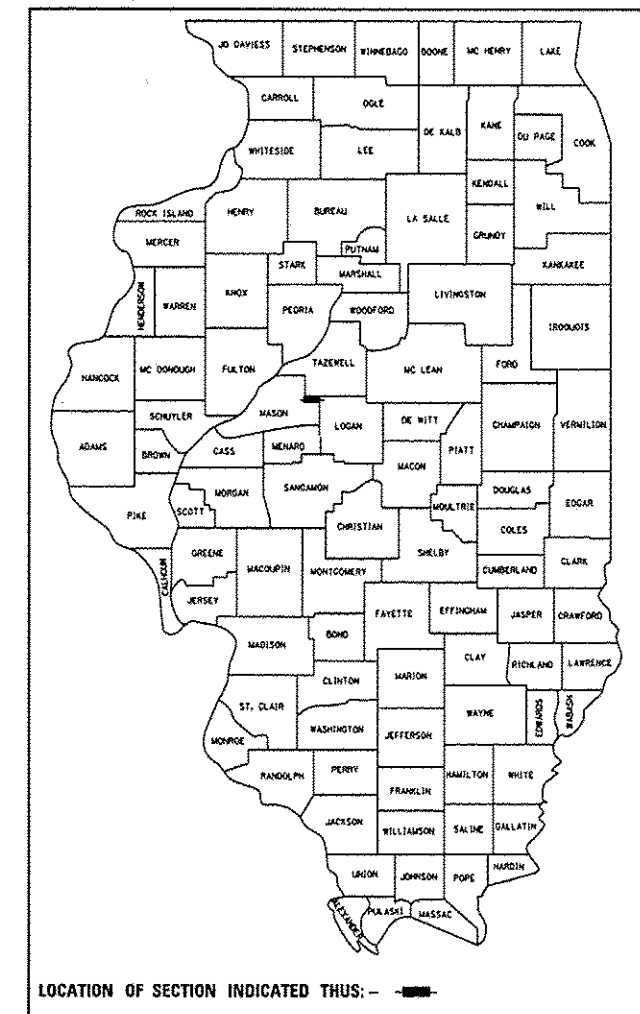 JO DAVIESS STEPHENSON WINNEBAGO BOONE MC HENRY LAKE
CARROLL OGLE DE KALB KANE DU PAGE COOK
WHITESIDE LEE
KENDALL WILL
ROCK ISLAND HENRY BUREAU LA SALLE GRUNDY
MERCER PUTNAM
STARK MARSHALL KANKAKEE
HENDERSON WARREN KNOX PEORIA WOODFORD LIVINGSTON IROQUOIS
HANCOCK MC DONOUGH FULTON TAZEWELL MC LEAN FORD
SCHUYLER MASON LOGAN DE WITT CHAMPAIGN VERMILION
ADAMS BROWN CASS MENARD MACON PIATT
PIKE SCOTT MORGAN SANGAMON MOULTRIE DOUGLAS EDGAR
CHRISTIAN COLES
GREENE MACOUPIN MONTGOMERY SHELBY CUMBERLAND CLARK
CALHOUN JERSEY
FAYETTE EFFINGHAM JASPER CRAWFORD
MADISON BOND
CLAY RICHLAND LAWRENCE
CLINTON MARION
ST. CLAIR WAYNE EDWARDS WABASH
WASHINGTON JEFFERSON
MONROE
RANDOLPH PERRY HAMILTON WHITE
FRANKLIN
JACKSON WILLIAMSON SALINE GALLATIN
UNION JOHNSON POPE HARDIN
ALEXANDER PULASKI MASSAC
LOCATION OF SECTION INDICATED THUS: –